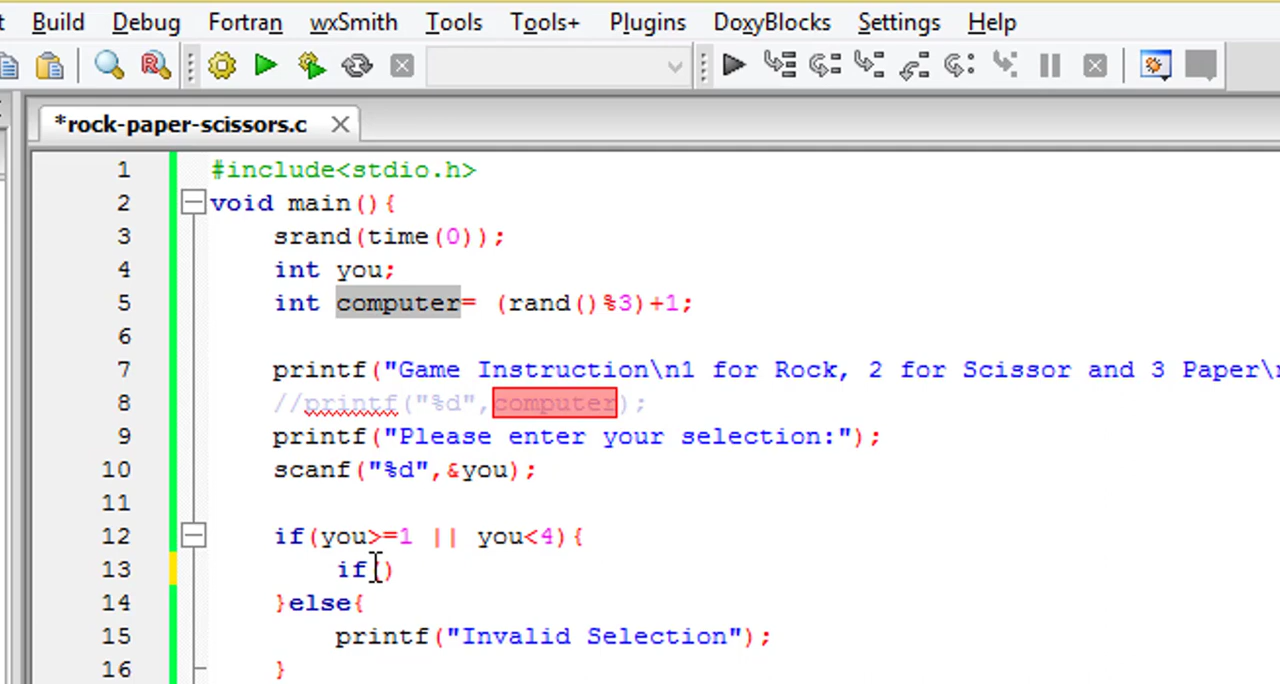 t Build Debug Fortran wxSmith Tools Tools+ Plugins DoxyBlocks Settings Help
*rock-paper-scissors.c
1 #include<stdio.h>
2 void main(){
3 srand(time(0));
4 int you;
5 int computer= (rand()%3)+1;
6
7 printf("Game Instruction\n1 for Rock, 2 for Scissor and 3 Paper\n
8 //printf("%d",computer);
9 printf("Please enter your selection:");
10 scanf("%d",&you);
11
12 if(you>=1 || you<4){
13 if()
14 }else{
15 printf("Invalid Selection");
16 }